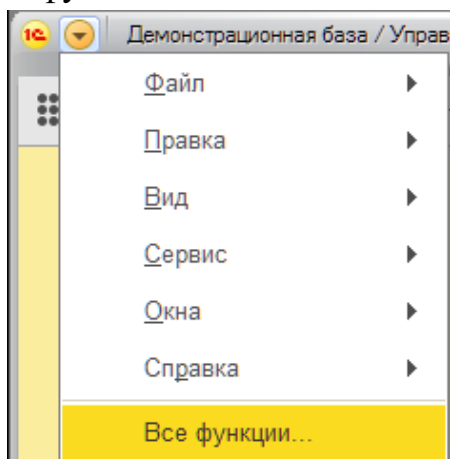 1С Демонстрационная база / Управ
Файл
Правка
Вид
Сервис
Окна
Справка
Все функции...